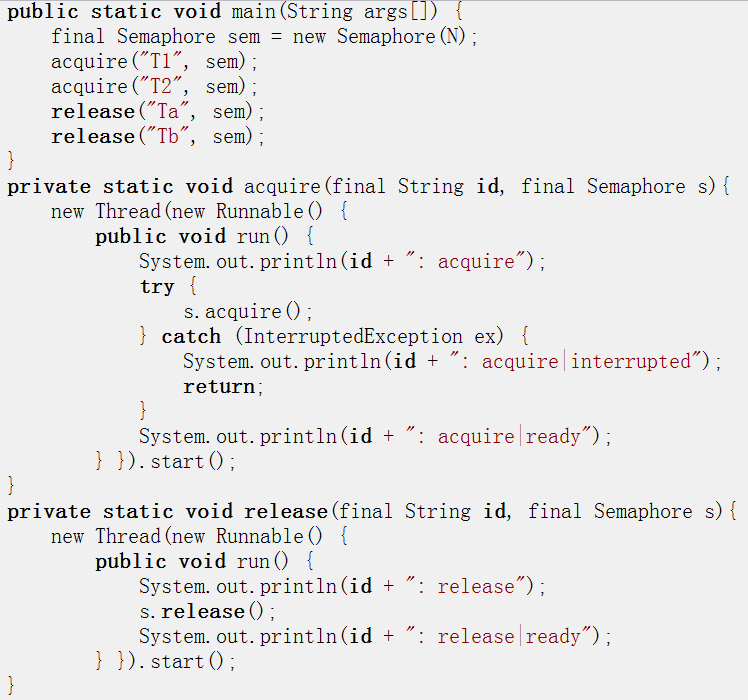 public static void main(String args[]) {
    final Semaphore sem = new Semaphore(N);
    acquire("T1", sem);
    acquire("T2", sem);
    release("Ta", sem);
    release("Tb", sem);
}
private static void acquire(final String id, final Semaphore s){
    new Thread(new Runnable() {
        public void run() {
            System.out.println(id + ": acquire");
            try {
                s.acquire();
            } catch (InterruptedException ex) {
                System.out.println(id + ": acquire|interrupted");
                return;
            }
            System.out.println(id + ": acquire|ready");
        } }).start();
}
private static void release(final String id, final Semaphore s){
    new Thread(new Runnable() {
        public void run() {
            System.out.println(id + ": release");
            s.release();
            System.out.println(id + ": release|ready");
        } }).start();
}